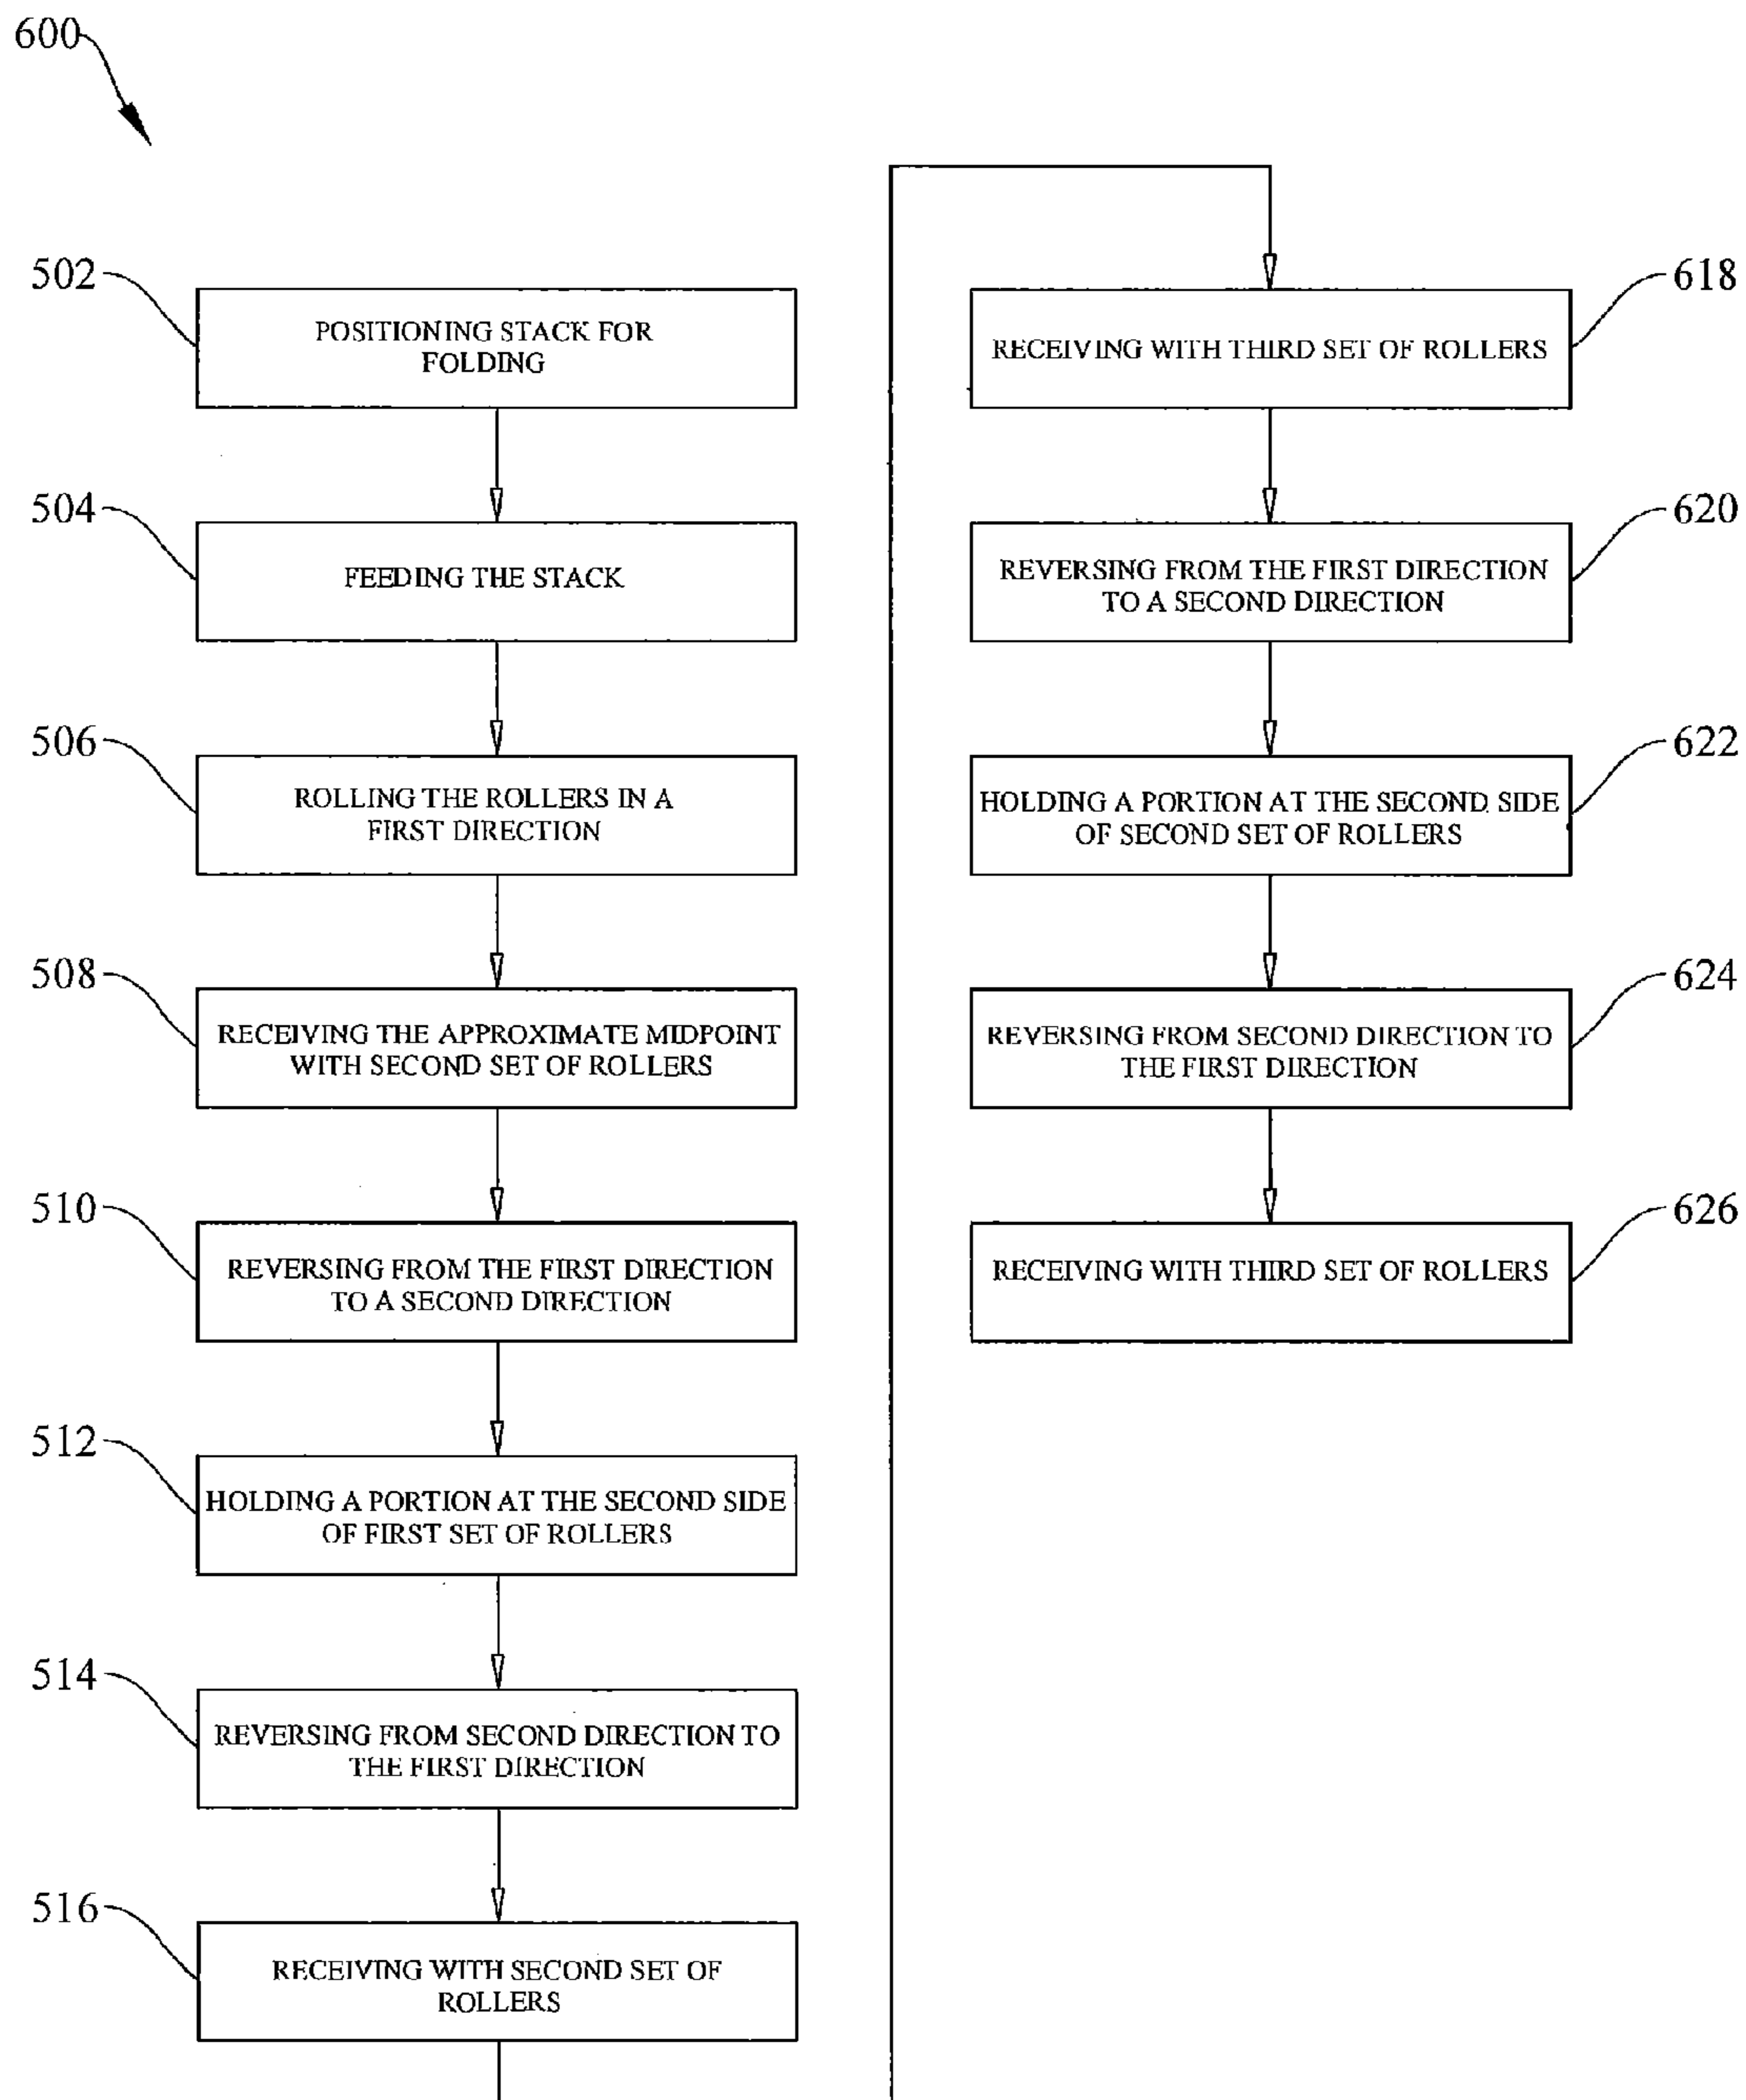 600
502
POSITIONING STACK FOR
FOLDING
504
FEEDING THE STACK
506
ROLLING THE ROLLERS IN A
FIRST DIRECTION
508
RECEIVING THE APPROXIMATE MIDPOINT
WITH SECOND SET OF ROLLERS
510
REVERSING FROM THE FIRST DIRECTION
TO A SECOND DIRECTION
512
HOLDING A PORTION AT THE SECOND SIDE
OF FIRST SET OF ROLLERS
514
REVERSING FROM SECOND DIRECTION TO
THE FIRST DIRECTION
516
RECEIVING WITH SECOND SET OF
ROLLERS
618
RECEIVING WITH THIRD SET OF ROLLERS
620
REVERSING FROM THE FIRST DIRECTION
TO A SECOND DIRECTION
622
HOLDING A PORTION AT THE SECOND SIDE
OF SECOND SET OF ROLLERS
624
REVERSING FROM SECOND DIRECTION TO
THE FIRST DIRECTION
626
RECEIVING WITH THIRD SET OF ROLLERS